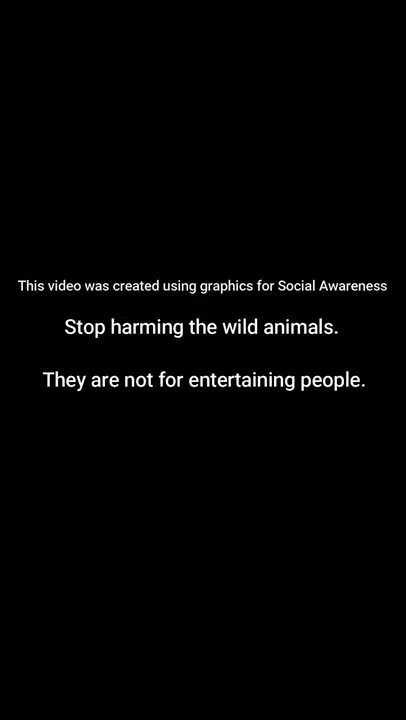 This video was created using graphics for Social Awareness
Stop harming the wild animals.
They are not for entertaining people.